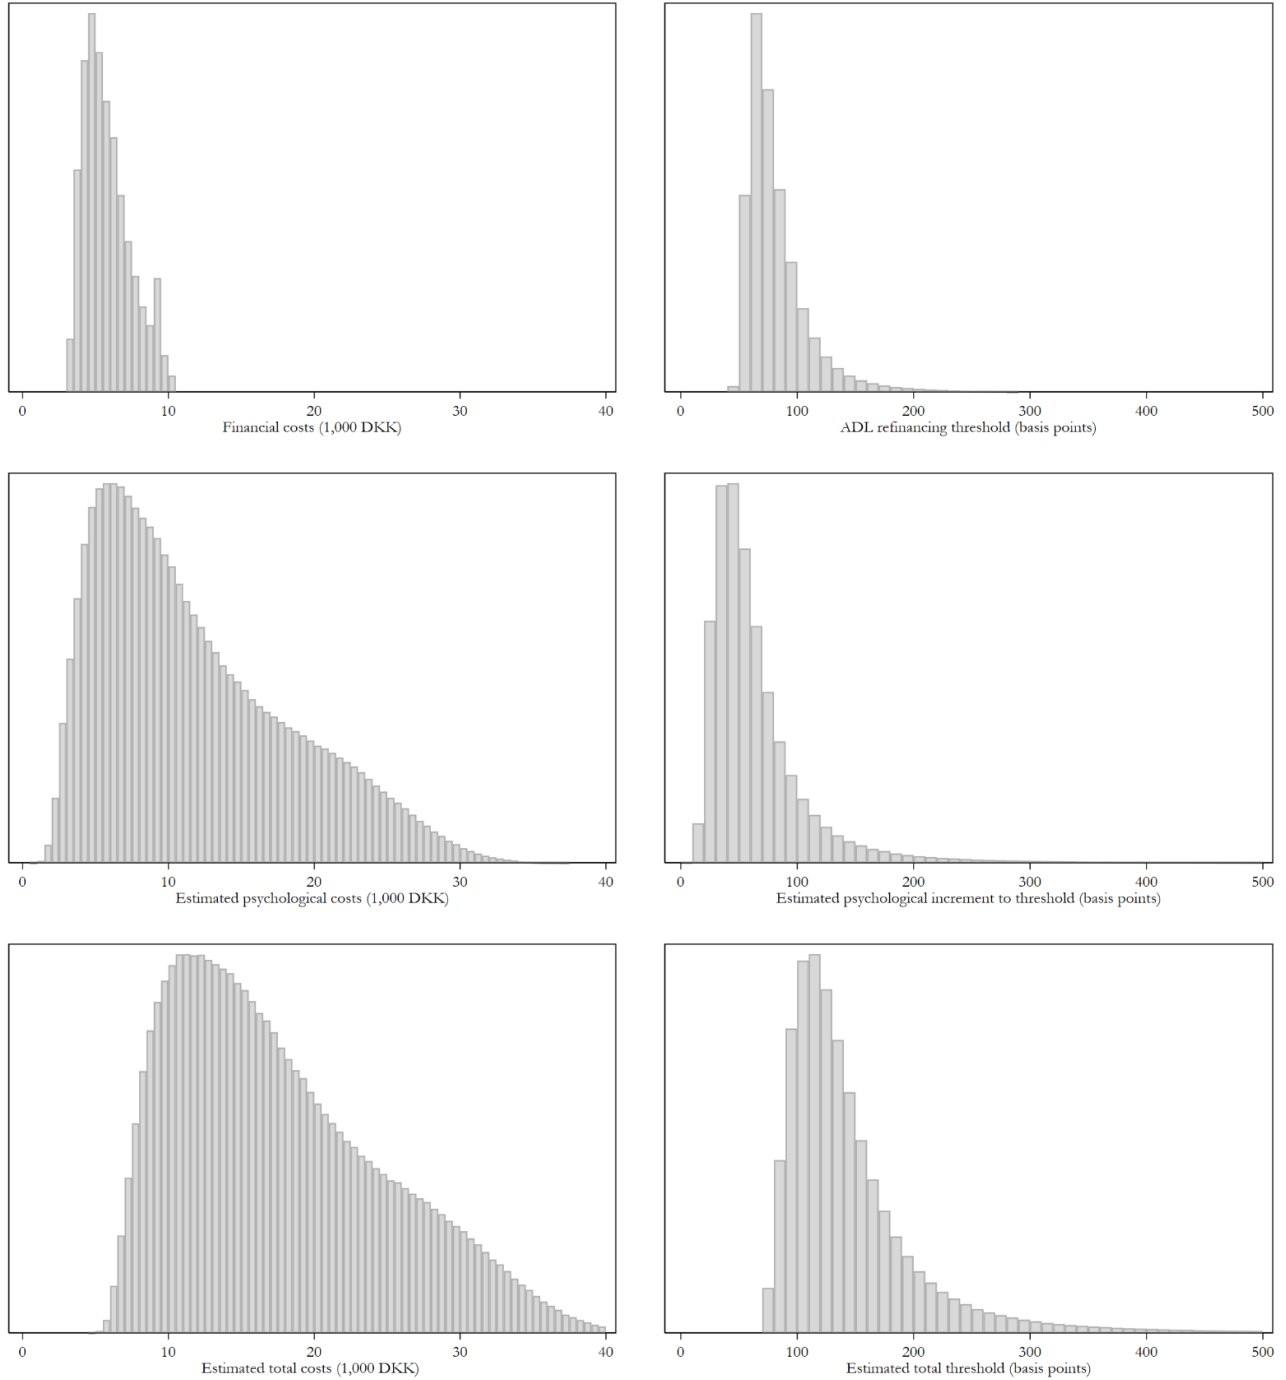 0 10 20 30 40
Financial costs (1,000 DKK)
0 100 200 300 400 500
ADL refinancing threshold (basis points)
0 10 20 30 40
Estimated psychological costs (1,000 DKK)
0 100 200 300 400 500
Estimated psychological increment to threshold (basis points)
0 10 20 30 40
Estimated total costs (1,000 DKK)
0 100 200 300 400 500
Estimated total threshold (basis points)